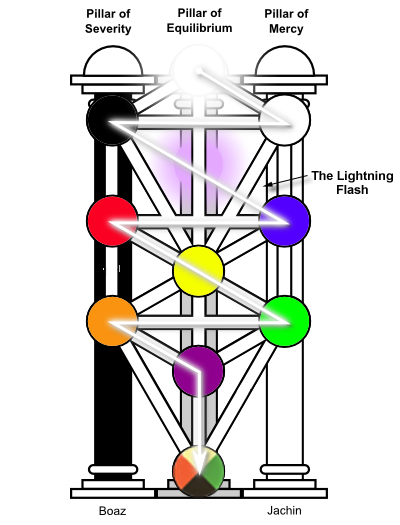 Pillar of
Severity
Pillar of
Equilibrium
Pillar of
Mercy
The Lightning
Flash
Boaz
Jachin